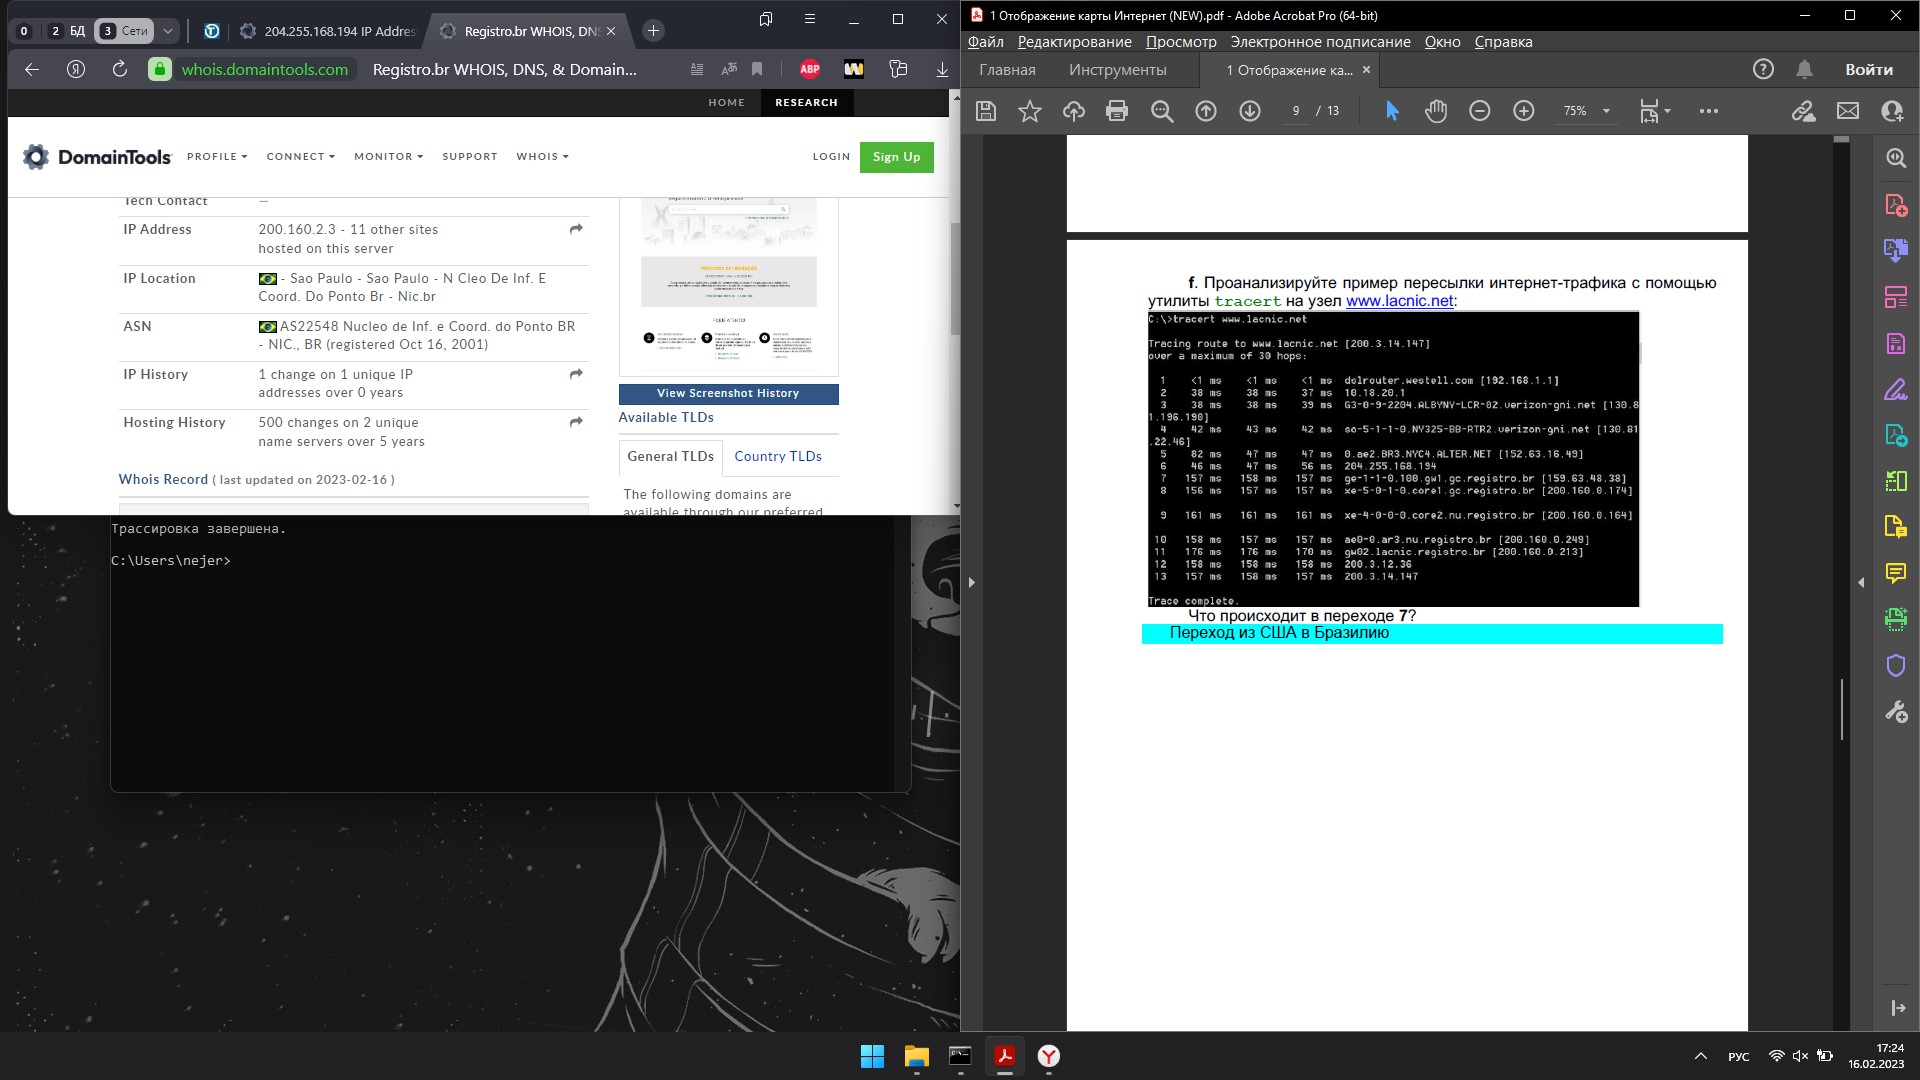 0
2 БД
3 Сети
204.255.168.194 IP Addres
Registro.br WHOIS, DNS
whois.domaintools.com
Registro.br WHOIS, DNS, & Domain...
ABP
HOME
RESEARCH
DomainTools
PROFILE
CONNECT
MONITOR
SUPPORT
WHOIS
LOGIN
Sign Up
Tech Contact —
IP Address 200.160.2.3 - 11 other sites
hosted on this server
IP Location - Sao Paulo - Sao Paulo - N Cleo De Inf. E
Coord. Do Ponto Br - Nic.br
ASN AS22548 Nucleo de Inf. e Coord. do Ponto BR
- NIC., BR (registered Oct 16, 2001)
IP History 1 change on 1 unique IP
addresses over 0 years
Hosting History 500 changes on 2 unique
name servers over 5 years
Whois Record ( last updated on 2023-02-16 )
View Screenshot History
Available TLDs
General TLDs
Country TLDs
The following domains are
available through our preferred
Трассировка завершена.
C:\Users\nejer>
1 Отображение карты Интернет (NEW).pdf - Adobe Acrobat Pro (64-bit)
Файл Редактирование Просмотр Электронное подписание Окно Справка
Главная
Инструменты
1 Отображение ка...
Войти
9 / 13
75%
f. Проанализируйте пример пересылки интернет-трафика с помощью
утилиты tracert на узел www.lacnic.net:
C:\>tracert www.lacnic.net
Tracing route to www.lacnic.net [200.3.14.147]
over a maximum of 30 hops:
1 <1 ms <1 ms <1 ms dslrouter.westell.com [192.168.1.1]
2 38 ms 38 ms 37 ms 10.18.20.1
3 38 ms 38 ms 39 ms G3-0-9-2204.ALBYNY-LCR-02.verizon-gni.net [130.8
1.196.190]
4 42 ms 43 ms 42 ms so-5-1-1-0.NY325-BB-RTR2.verizon-gni.net [130.81
.22.46]
5 82 ms 47 ms 47 ms 0.ae2.BR3.NYC4.ALTER.NET [152.63.16.49]
6 46 ms 47 ms 56 ms 204.255.168.194
7 157 ms 158 ms 157 ms ge-1-1-0.100.gw1.gc.registro.br [159.63.48.38]
8 156 ms 157 ms 157 ms xe-5-0-1-0.core1.gc.registro.br [200.160.0.174]
9 161 ms 161 ms 161 ms xe-4-0-0-0.core2.nu.registro.br [200.160.0.164]
10 158 ms 157 ms 157 ms ae0-0.ar3.nu.registro.br [200.160.0.249]
11 176 ms 176 ms 170 ms gw02.lacnic.registro.br [200.160.0.213]
12 158 ms 158 ms 158 ms 200.3.12.36
13 157 ms 158 ms 157 ms 200.3.14.147
Trace complete.
Что происходит в переходе 7?
Переход из США в Бразилию
РУС
17:24
16.02.2023